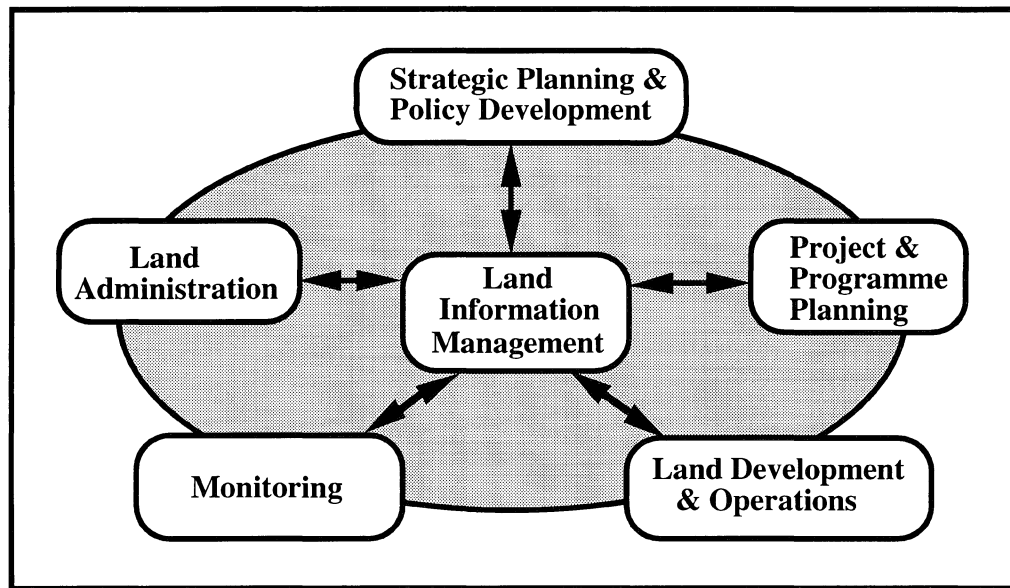 Strategic Planning &
Policy Development
Land
Administration
Land
Information
Management
Project &
Programme
Planning
Monitoring
Land Development
& Operations